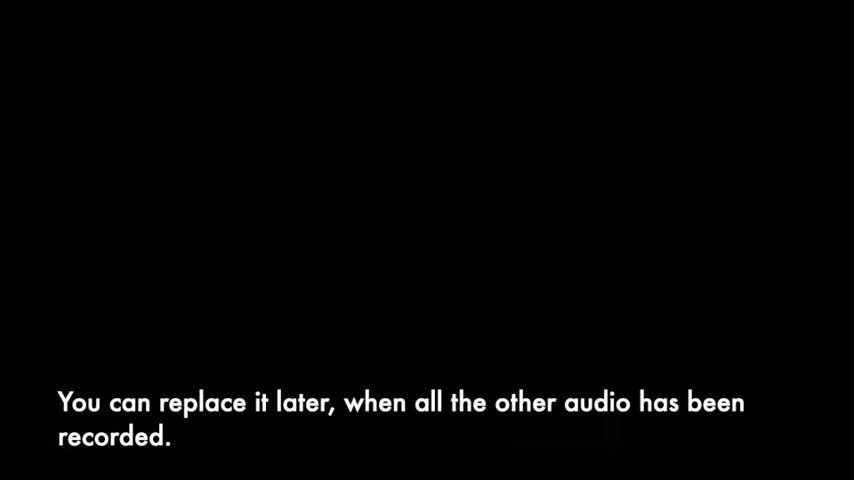 You can replace it later, when all the other audio has been
recorded.